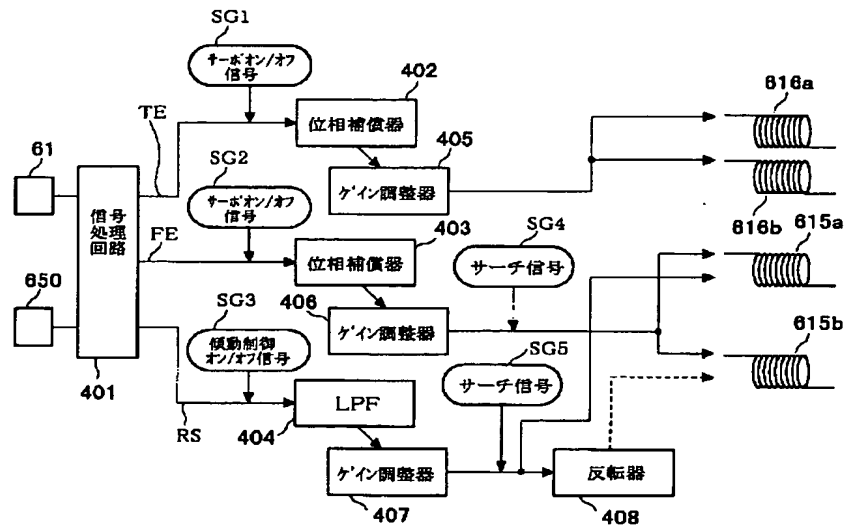 SG1
サーボオン/オフ
信号
402
616a
TE
位相補償器
405
61
SG2
ゲイン調整器
信号
処理
回路
サーボオン/オフ
信号
403
SG4
616b
615a
FE
位相補償器
サーチ信号
650
SG3
406
ゲイン調整器
傾動制御
オン/オフ信号
SG5
615b
401
サーチ信号
LPF
RS
404
ゲイン調整器
反転器
407
408